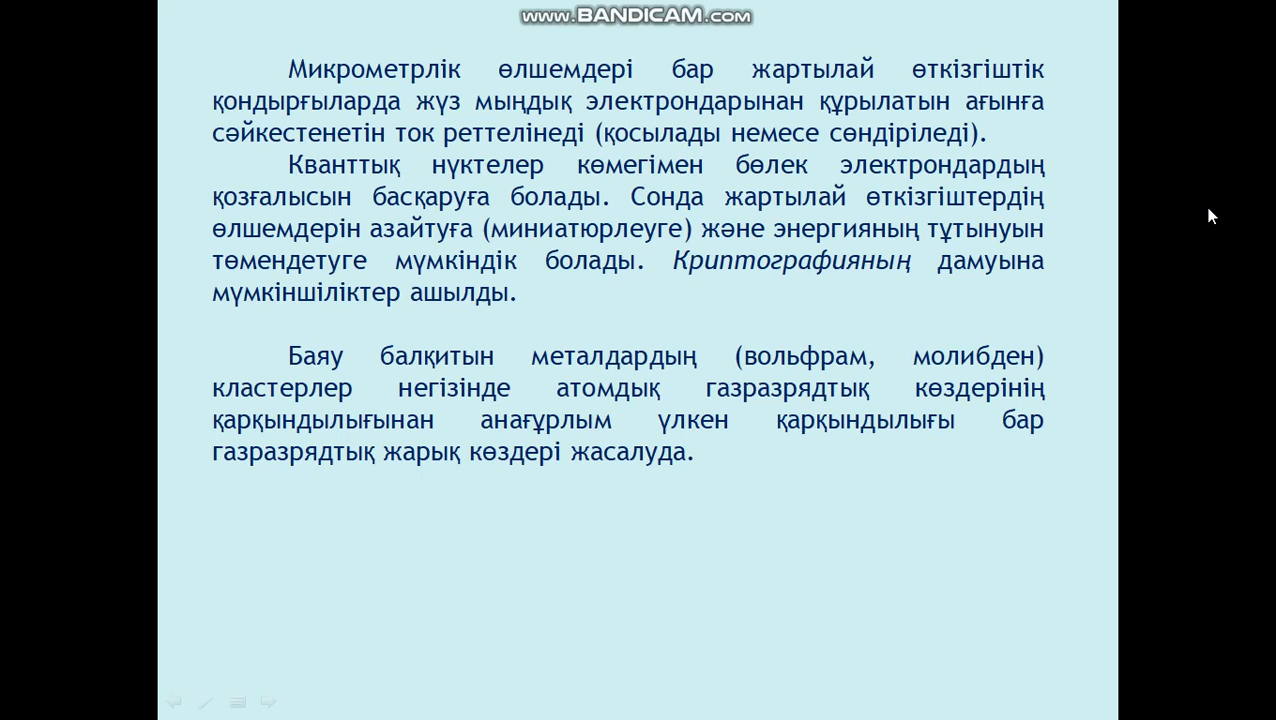 www.BANDICAM.com
Микрометрлік өлшемдері бар жартылай өткізгіштік
қондырғыларда жүз мыңдық электрондарынан құрылатын ағынға
сәйкестенетін ток реттелінеді (қосылады немесе сөндіріледі).
Кванттық нүктелер көмегімен бөлек электрондардың
қозғалысын басқаруға болады. Сонда жартылай өткізгіштердің
өлшемдерін азайтуға (миниатюрлеуге) және энергияның тұтынуын
төмендетуге мүмкіндік болады. Криптографияның дамуына
мүмкіншіліктер ашылды.
Баяу балқитын металдардың (вольфрам, молибден)
кластерлер негізінде атомдық газразрядтық көздерінің
қарқындылығынан анағұрлым үлкен қарқындылығы бар
газразрядтық жарық көздері жасалуда.